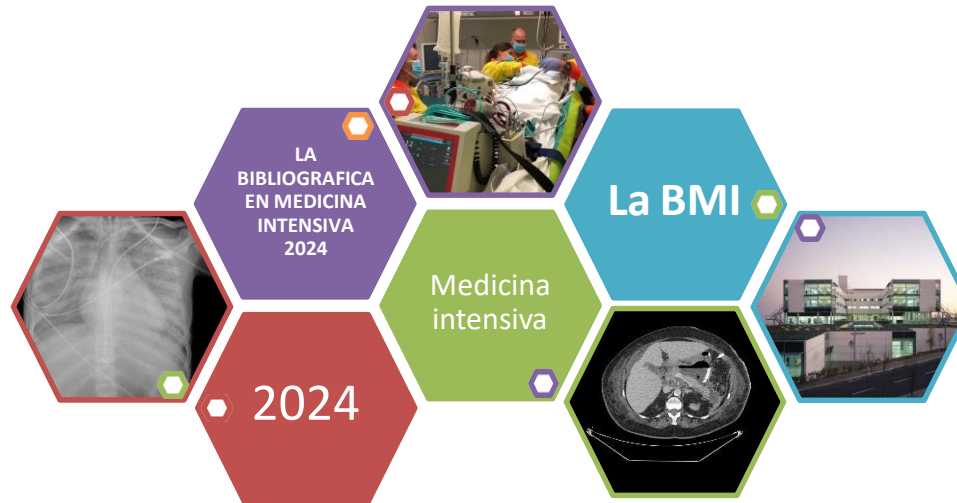 LA
BIBLIOGRAFICA
EN MEDICINA
INTENSIVA
2024
La BMI
Medicina
intensiva
2024